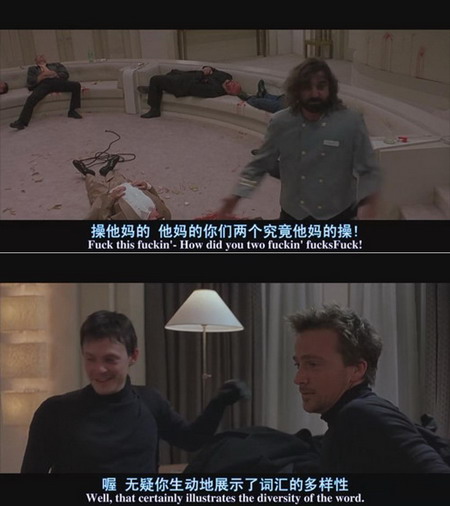 操他妈的 他妈的你们两个究竟他妈的操!
Fuck this fuckin'- How did you two fuckin' fucksFuck!
喔 无疑你生动地展示了词汇的多样性
Well, that certainly illustrates the diversity of the word.